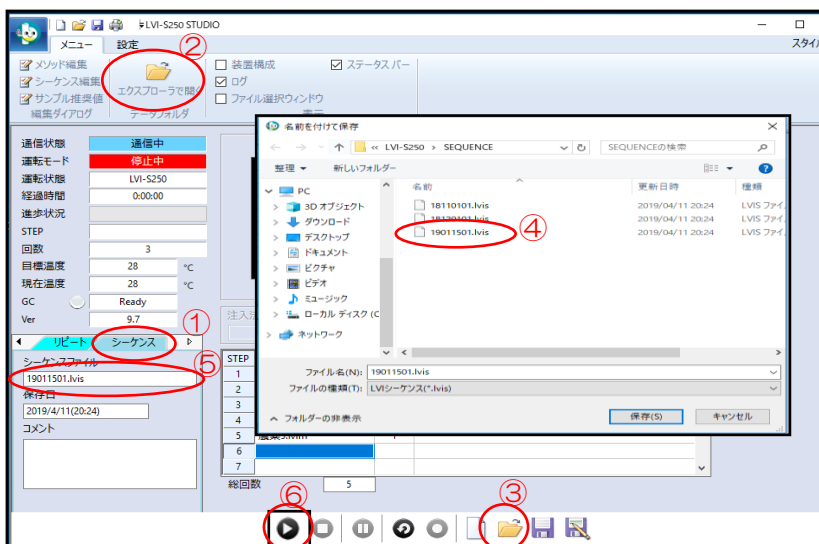 LVI-S250 STUDIO
メニュー 設定 スタイル
②
メソッド編集
シーケンス編集
サンプル推奨値
編集ダイアログ
エクスプローラで開く
データフォルダ
装置構成 ステータス バー
ログ
ファイル選択ウィンドウ
表示
通信状態 通信中
運転モード 停止中
運転状態 LVI-S250
経過時間 0:00:00
進歩状況
STEP
回数 3
目標温度 28 ℃
現在温度 28 ℃
GC Ready
Ver 9.7
①
リピート シーケンス
⑤
シーケンスファイル
19011501.lvis
保存日
2019/4/11(20:24)
コメント
名前を付けて保存
« LVI-S250 > SEQUENCE
SEQUENCEの検索
整理 新しいフォルダー
PC
3D オブジェクト
ダウンロード
デスクトップ
ドキュメント
ピクチャ
ビデオ
ミュージック
ローカル ディスク (C
ネットワーク
名前 更新日時 種類
18110101.lvis 2019/04/11 20:24 LVIS ファイ
2019/04/11 20:24 LVIS ファイ
19011501.lvis 2019/04/11 20:24 LVIS ファイ
④
ファイル名(N): 19011501.lvis
ファイルの種類(T): LVIシーケンス(*.lvis)
フォルダーの非表示 保存(S) キャンセル
STEP
1
2
3
4
5
6
7
総回数 5
⑥
③